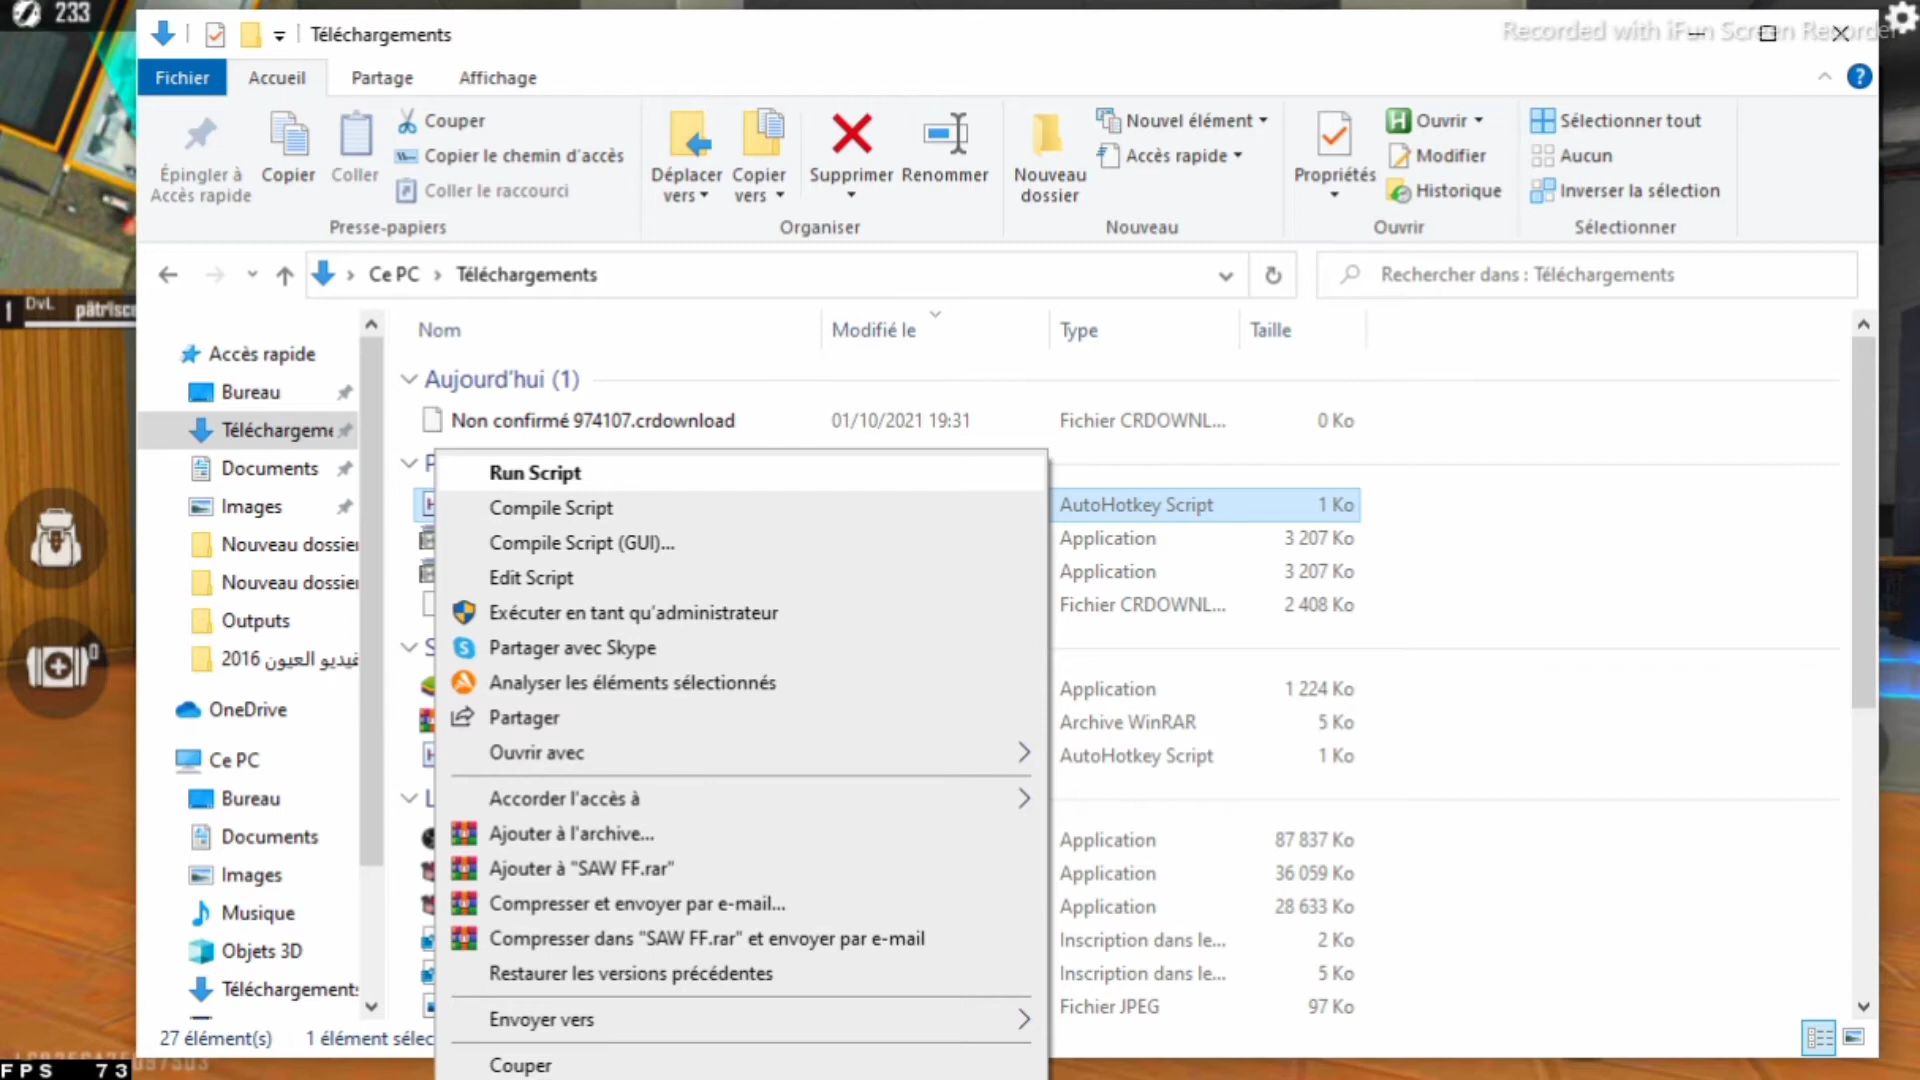 233
Téléchargements
Recorded with iFun Screen Recorder
Fichier
Accueil
Partage
Affichage
Épingler à
Accès rapide
Copier
Coller
Couper
Copier le chemin d'accès
Coller le raccourci
Presse-papiers
Déplacer
vers
Copier
vers
Supprimer
Renommer
Organiser
Nouveau
dossier
Nouvel élément
Accès rapide
Nouveau
Propriétés
Ouvrir
Modifier
Historique
Ouvrir
Sélectionner tout
Aucun
Inverser la sélection
Sélectionner
Ce PC
Téléchargements
Rechercher dans : Téléchargements
1
DvL
pâtrisce
Accès rapide
Bureau
Téléchargeme
Documents
Images
Nouveau dossier
Nouveau dossier
Outputs
فيديو العيون 2016
OneDrive
Ce PC
Bureau
Documents
Images
Musique
Objets 3D
Téléchargements
Nom
Modifié le
Type
Taille
Aujourd'hui (1)
Non confirmé 974107.crdownload
01/10/2021 19:31
Fichier CRDOWNL...
0 Ko
AutoHotkey Script
1 Ko
Application
3 207 Ko
Application
3 207 Ko
Fichier CRDOWNL...
2 408 Ko
Application
1 224 Ko
Archive WinRAR
5 Ko
AutoHotkey Script
1 Ko
Application
87 837 Ko
Application
36 059 Ko
Application
28 633 Ko
Inscription dans le...
2 Ko
Inscription dans le...
5 Ko
Fichier JPEG
97 Ko
Run Script
Compile Script
Compile Script (GUI)...
Edit Script
Exécuter en tant qu'administrateur
Partager avec Skype
Analyser les éléments sélectionnés
Partager
Ouvrir avec
Accorder l'accès à
Ajouter à l'archive...
Ajouter à "SAW FF.rar"
Compresser et envoyer par e-mail...
Compresser dans "SAW FF.rar" et envoyer par e-mail
Restaurer les versions précédentes
Envoyer vers
Couper
0
27 élément(s)
1 élément sélec
FPS 73